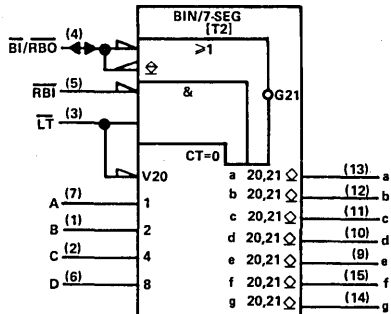 BIN/7-SEG
[T2]
BI/RBO (4) ≥1
RBI (5) &
G21
LT (3)
CT=0
V20
a 20,21 (13) a
A (7) 1
b 20,21 (12) b
B (1) 2
c 20,21 (11) c
d 20,21 (10) d
C (2) 4
e 20,21 (9) e
D (6) 8
f 20,21 (15) f
g 20,21 (14) g